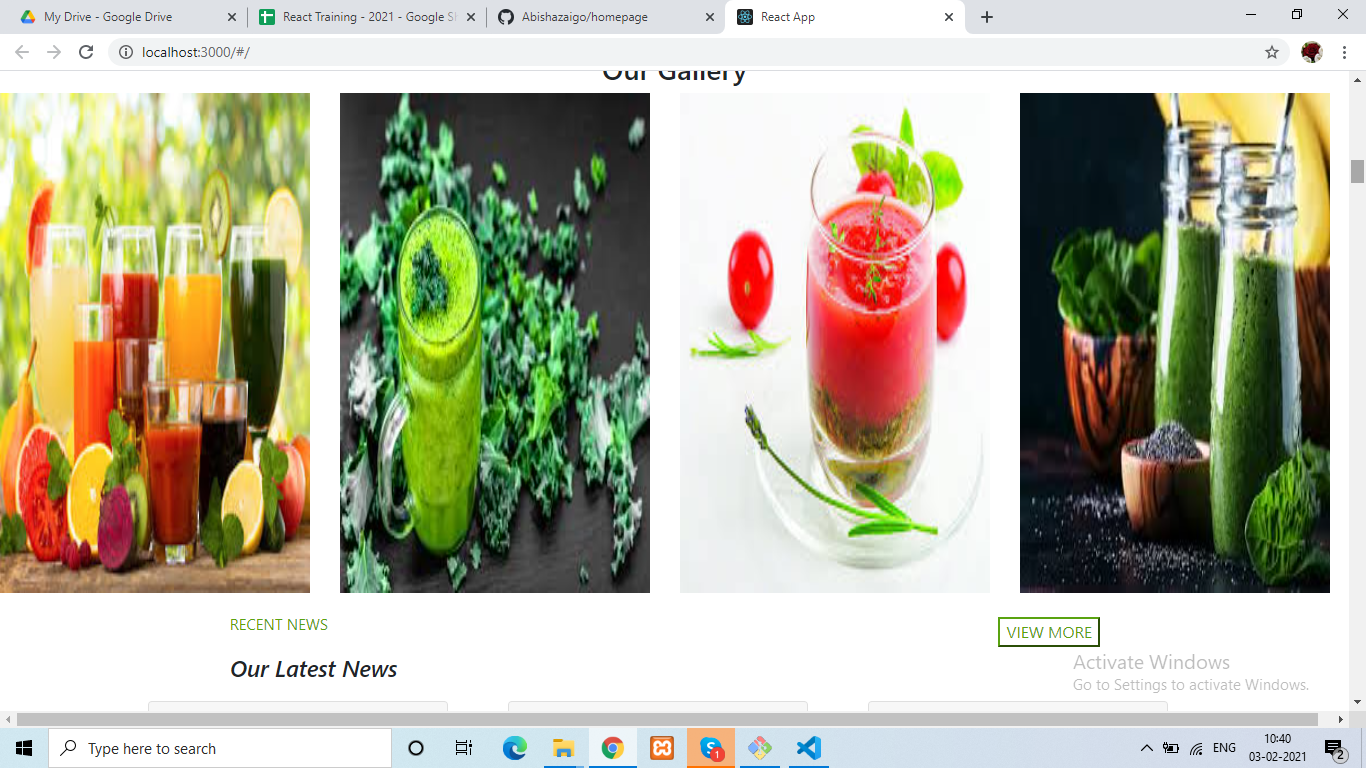 My Drive - Google Drive
React Training - 2021 - Google Sh
Abishazaigo/homepage
React App
localhost:3000/#/
Our Gallery
RECENT NEWS
VIEW MORE
Our Latest News
Activate Windows
Go to Settings to activate Windows.
Type here to search
1
ENG
10:40
03-02-2021
2